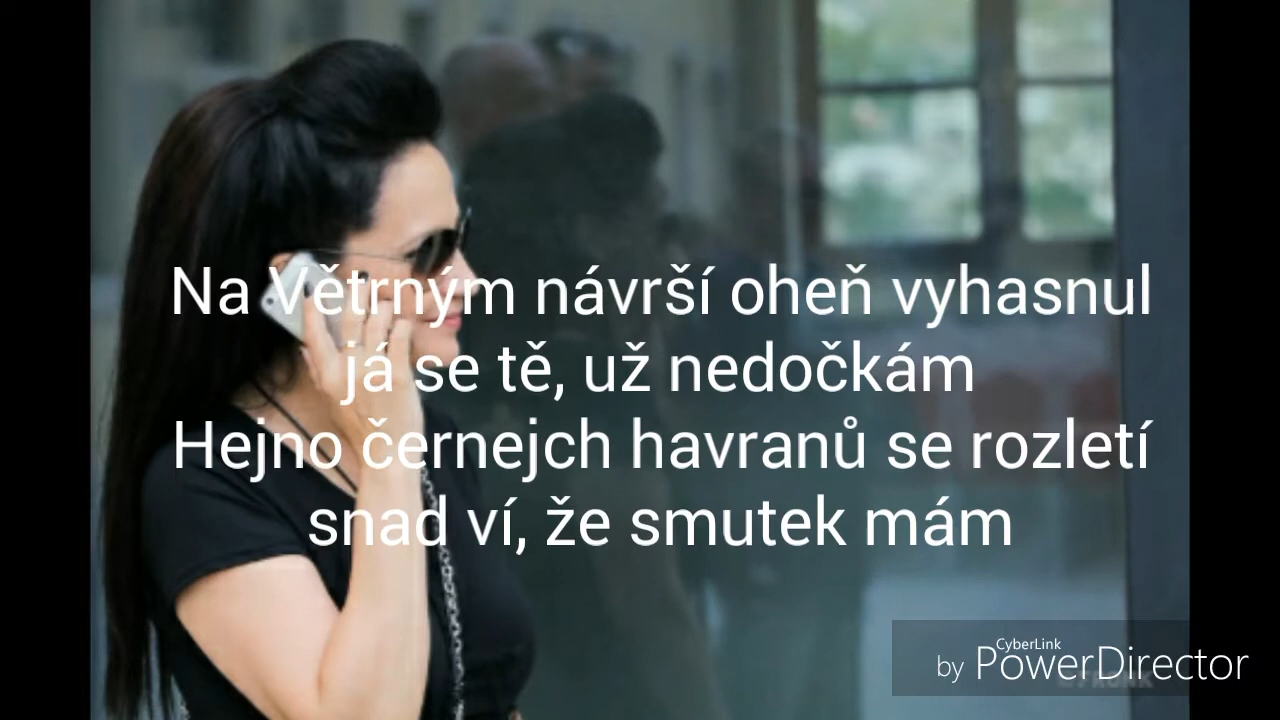 Na Větrným návrší oheň vyhasnul
já se tě, už nedočkám
Hejno černejch havranů se rozletí
snad ví, že smutek mám
CyberLink
by PowerDirector